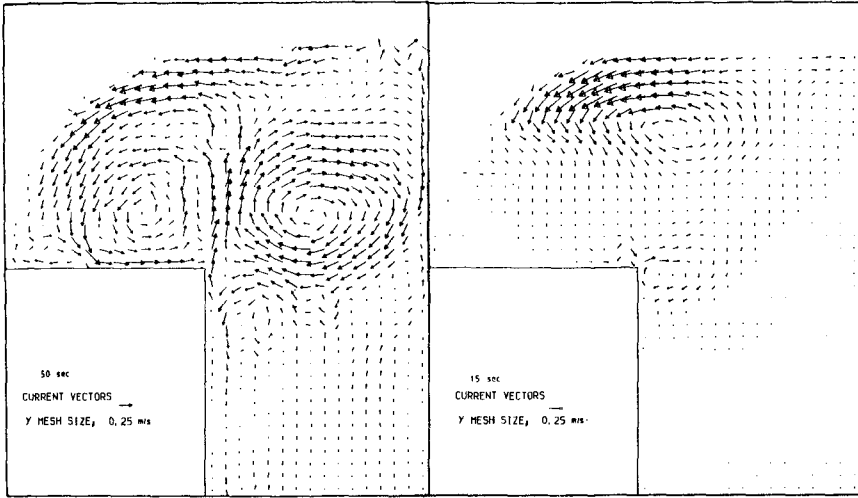 50 sec
CURRENT VECTORS
Y MESH SIZE, 0,25 m/s
15 sec
CURRENT VECTORS
Y MESH SIZE, 0,25 m/s